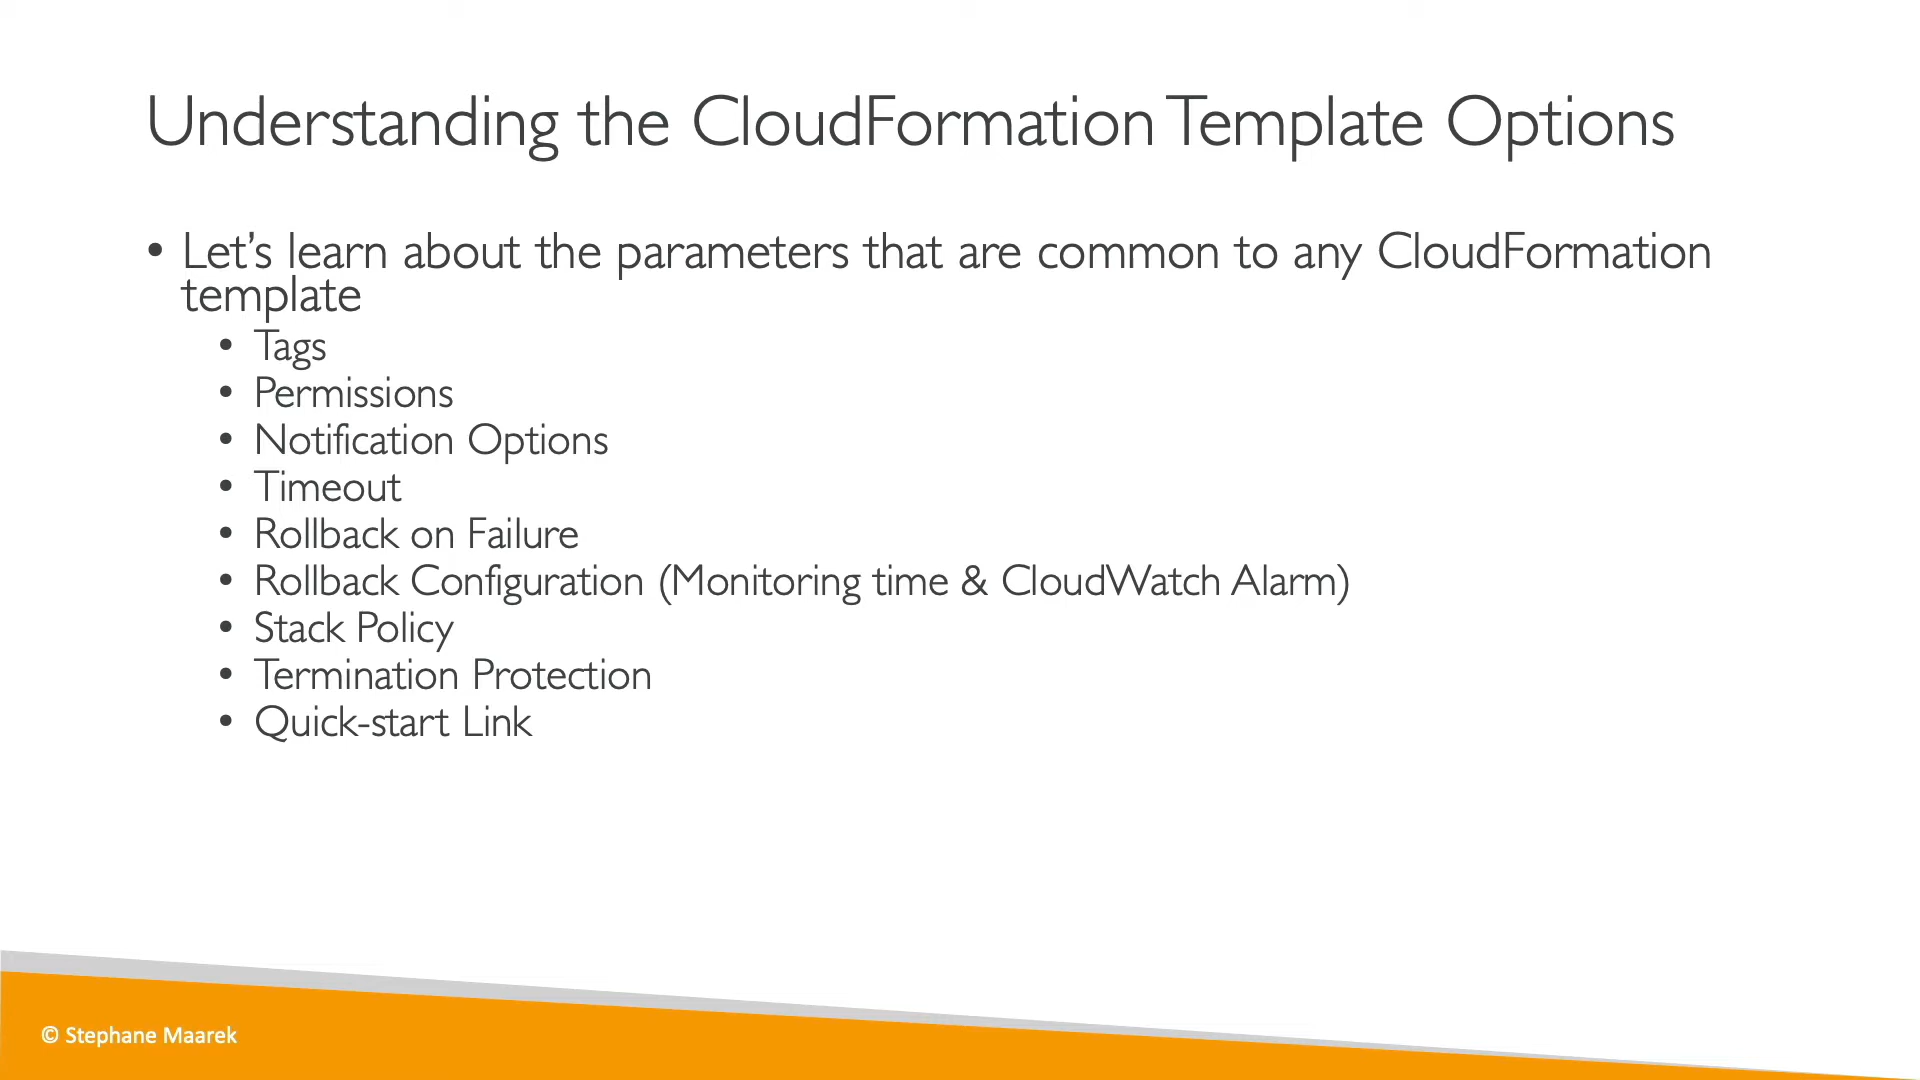 Understanding the CloudFormation Template Options
• Let’s learn about the parameters that are common to any CloudFormation
template
• Tags
• Permissions
• Notification Options
• Timeout
• Rollback on Failure
• Rollback Configuration (Monitoring time & CloudWatch Alarm)
• Stack Policy
• Termination Protection
• Quick-start Link
© Stephane Maarek